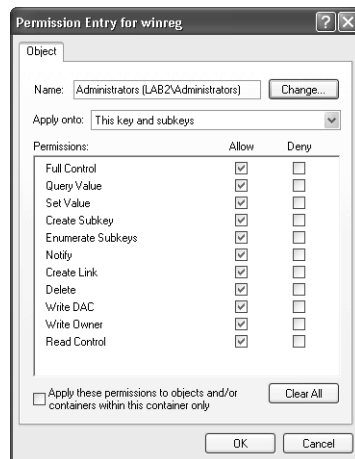 Permission Entry for winreg
Object
Name: Administrators (LAB2\Administrators) Change...
Apply onto: This key and subkeys
Permissions: Allow Deny
Full Control
Query Value
Set Value
Create Subkey
Enumerate Subkeys
Notify
Create Link
Delete
Write DAC
Write Owner
Read Control
Apply these permissions to objects and/or Clear All
containers within this container only
OK Cancel